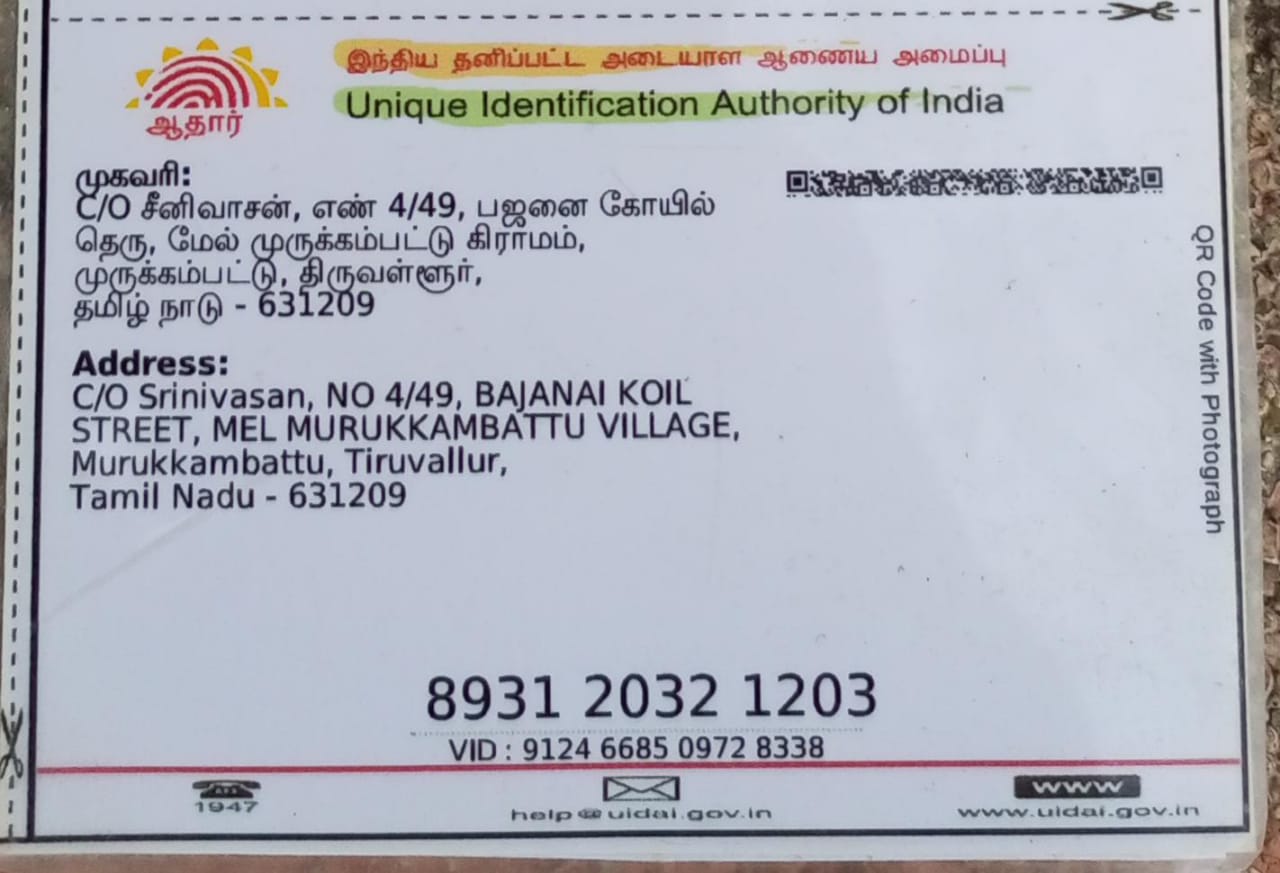 இந்திய தனிப்பட்ட அடையாள ஆணைய அமைப்பு
Unique Identification Authority of India
ஆதார்
முகவரி:
C/O சீனிவாசன், எண் 4/49, பஜனை கோயில்
தெரு, மேல் முருக்கம்பட்டு கிராமம்,
முருக்கம்பட்டு, திருவள்ளூர்,
தமிழ் நாடு - 631209
Address:
C/O Srinivasan, NO 4/49, BAJANAI KOIL
STREET, MEL MURUKKAMBATTU VILLAGE,
Murukkambattu, Tiruvallur,
Tamil Nadu - 631209
QR Code with Photograph
8931 2032 1203
VID : 9124 6685 0972 8338
1947
help@uidai.gov.in
www
www.uidai.gov.in